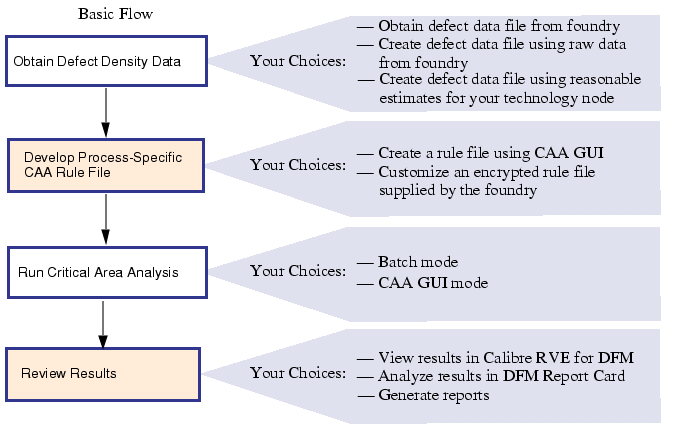 Basic Flow
Obtain Defect Density Data
Your Choices:
— Obtain defect data file from foundry
— Create defect data file using raw data
from foundry
— Create defect data file using reasonable
estimates for your technology node
Develop Process-Specific
CAA Rule File
Your Choices:
— Create a rule file using CAA GUI
— Customize an encrypted rule file
supplied by the foundry
Run Critical Area Analysis
Your Choices:
— Batch mode
— CAA GUI mode
Review Results
Your Choices:
— View results in Calibre RVE for DFM
— Analyze results in DFM Report Card
— Generate reports